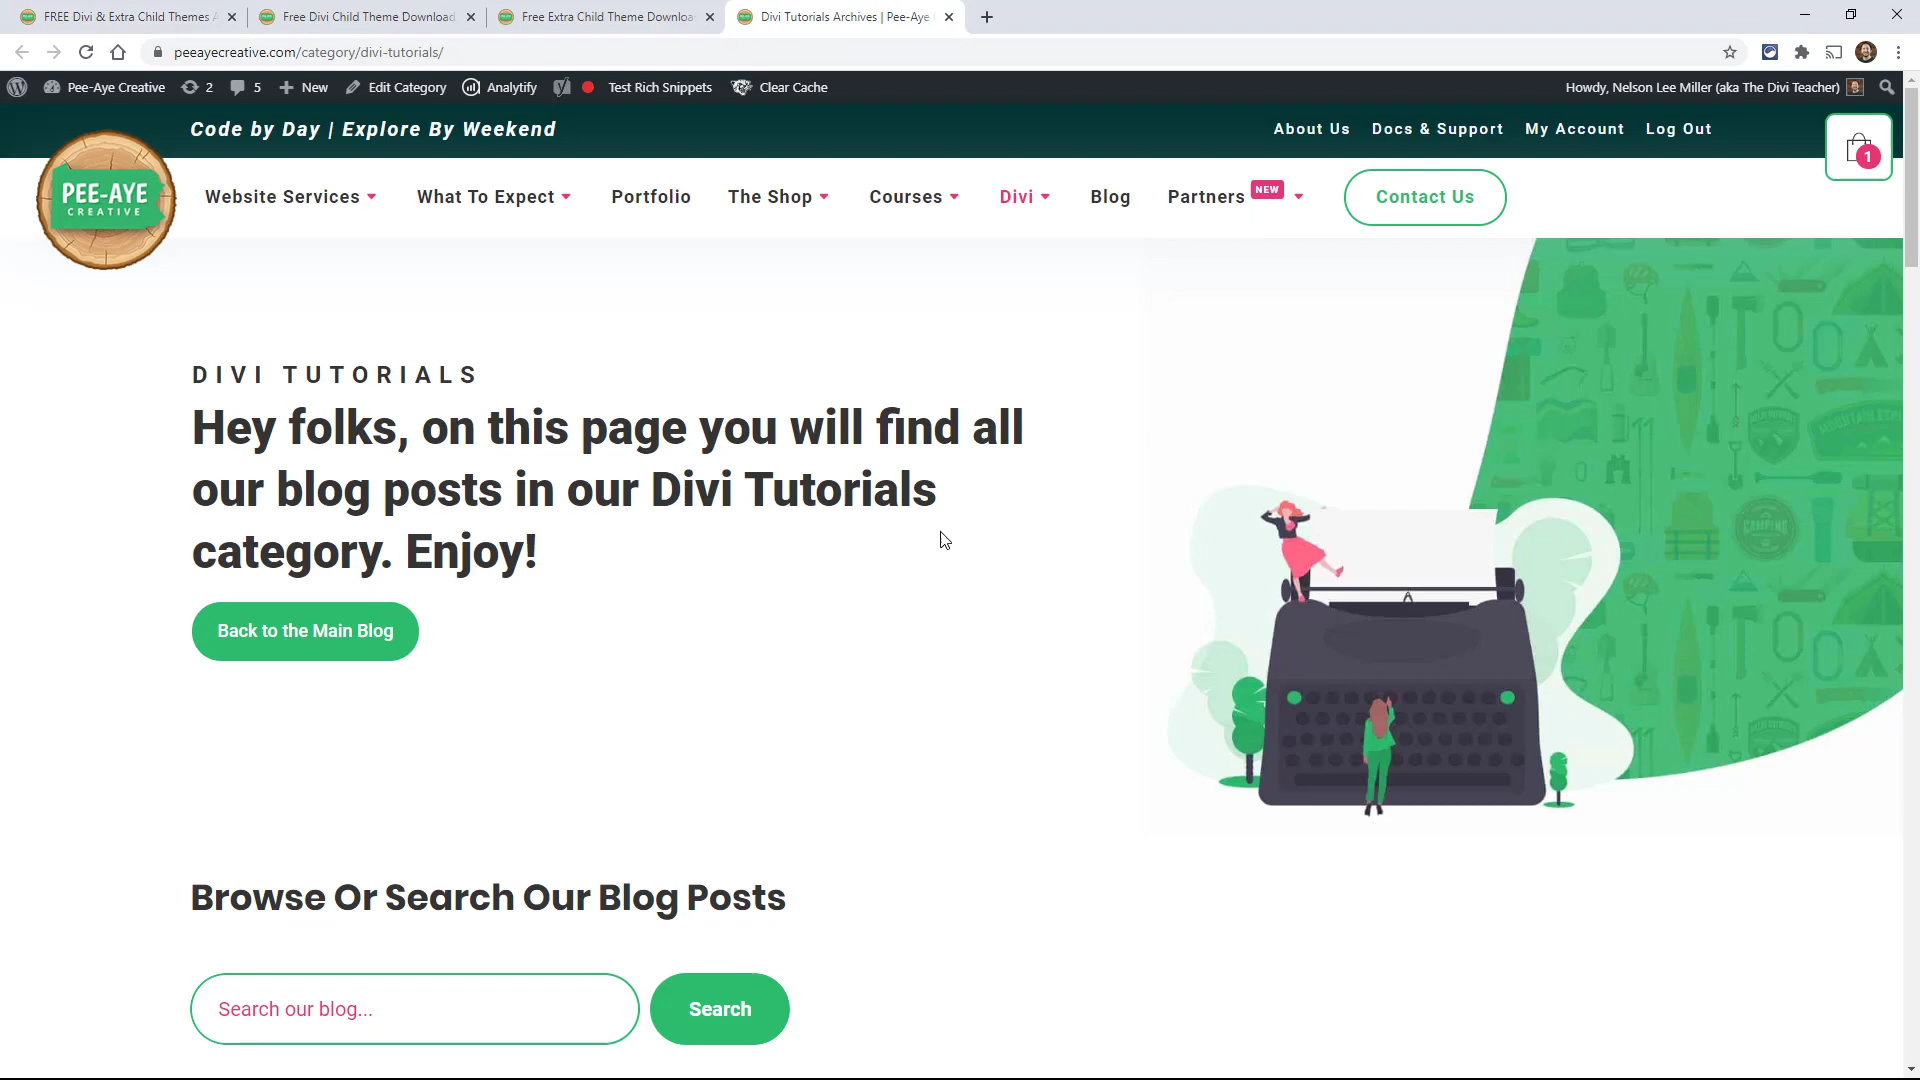 FREE Divi & Extra Child Themes
Free Divi Child Theme Download
Free Extra Child Theme Downloa
Divi Tutorials Archives | Pee-Aye
peeayecreative.com/category/divi-tutorials/
Pee-Aye Creative
2
5
New
Edit Category
Analytify
Test Rich Snippets
Clear Cache
Howdy, Nelson Lee Miller (aka The Divi Teacher)
Code by Day | Explore By Weekend
About Us
Docs & Support
My Account
Log Out
1
PEE-AYE
CREATIVE
Website Services
What To Expect
Portfolio
The Shop
Courses
Divi
Blog
Partners
NEW
Contact Us
DIVI TUTORIALS
Hey folks, on this page you will find all
our blog posts in our Divi Tutorials
category. Enjoy!
Back to the Main Blog
A
CAMPING
Browse Or Search Our Blog Posts
Search our blog...
Search